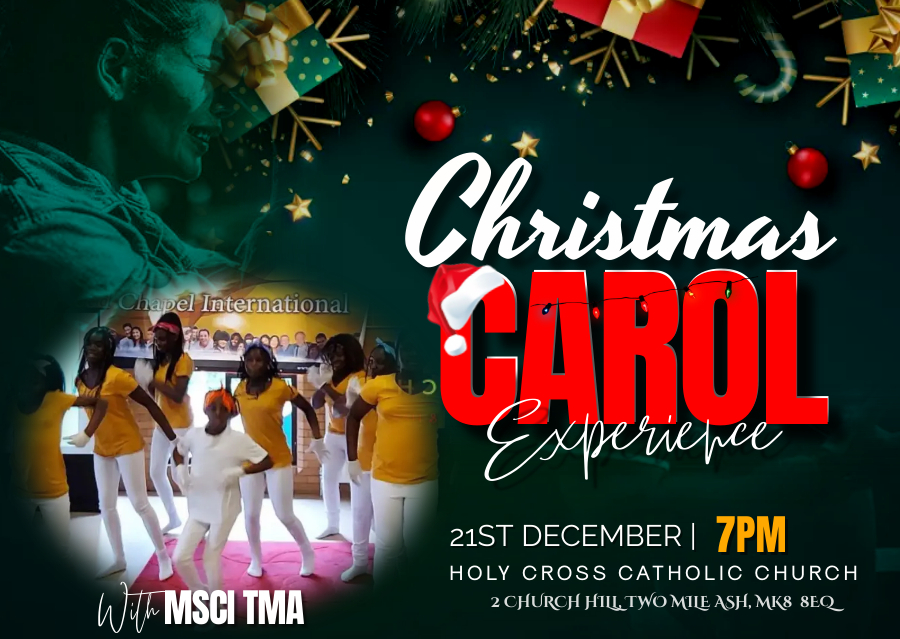 Chapel International
Christmas
CAROL
Experience
21ST DECEMBER | 7PM
HOLY CROSS CATHOLIC CHURCH
2 CHURCH HILL, TWO MILE ASH, MK8 8EQ
With MSCI TMA